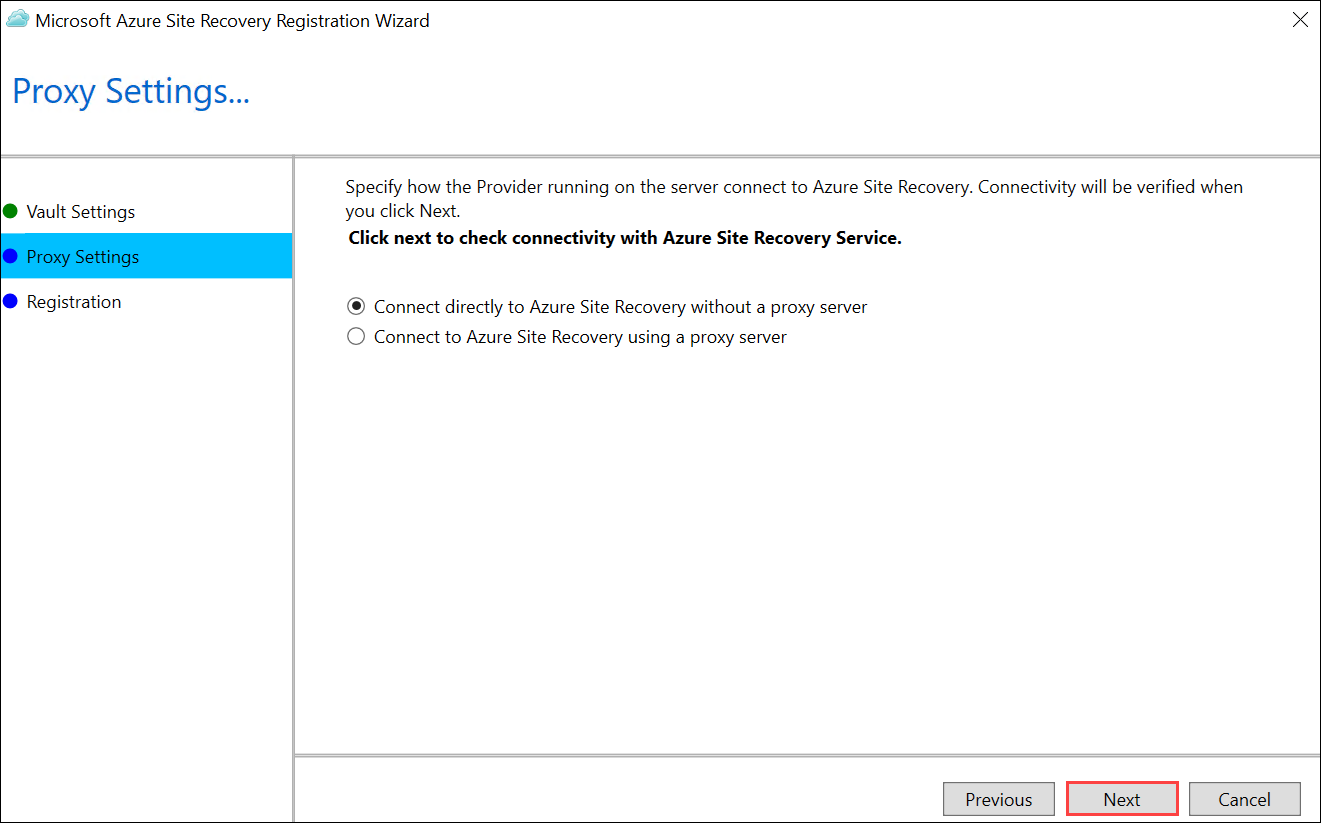 Microsoft Azure Site Recovery Registration Wizard
Proxy Settings...
Vault Settings
Proxy Settings
Registration
Specify how the Provider running on the server connect to Azure Site Recovery. Connectivity will be verified when
you click Next.
Click next to check connectivity with Azure Site Recovery Service.
Connect directly to Azure Site Recovery without a proxy server
Connect to Azure Site Recovery using a proxy server
Previous
Next
Cancel